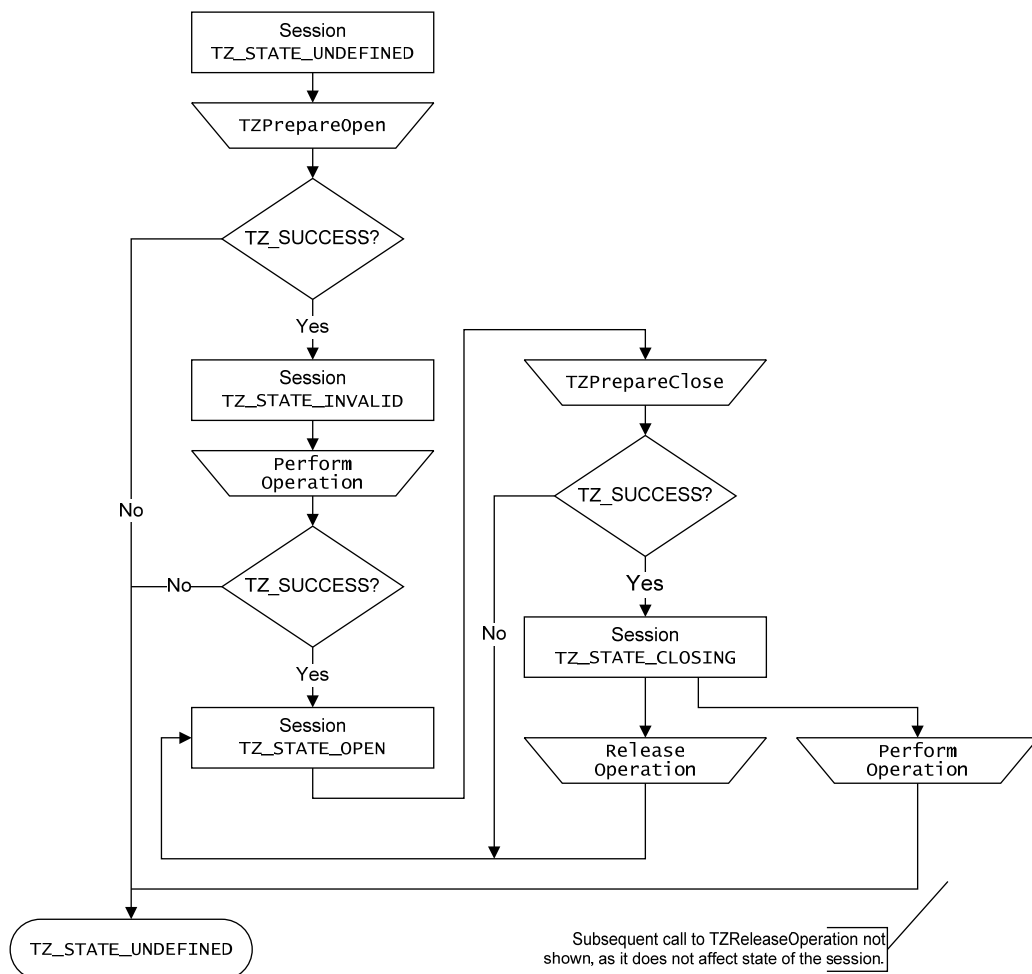 Session
TZ_STATE_UNDEFINED
TZPrepareOpen
TZ_SUCCESS?
Yes
Session
TZ_STATE_INVALID
Perform
Operation
No
TZ_SUCCESS?
No
Yes
Session
TZ_STATE_OPEN
TZPrepareClose
TZ_SUCCESS?
Yes
No
Session
TZ_STATE_CLOSING
Release
Operation
Perform
Operation
TZ_STATE_UNDEFINED
Subsequent call to TZReleaseOperation not
shown, as it does not affect state of the session.